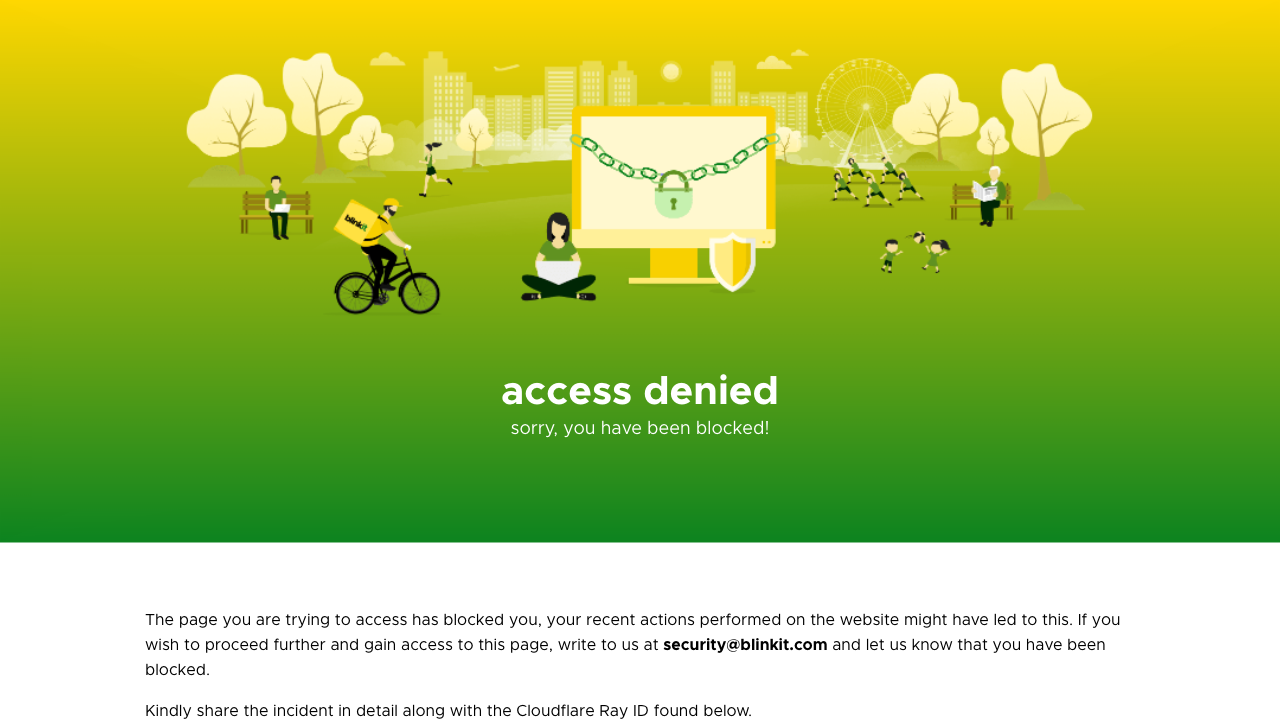 blinkit
access denied
sorry, you have been blocked!
The page you are trying to access has blocked you, your recent actions performed on the website might have led to this. If you
wish to proceed further and gain access to this page, write to us at security@blinkit.com and let us know that you have been
blocked.
Kindly share the incident in detail along with the Cloudflare Ray ID found below.